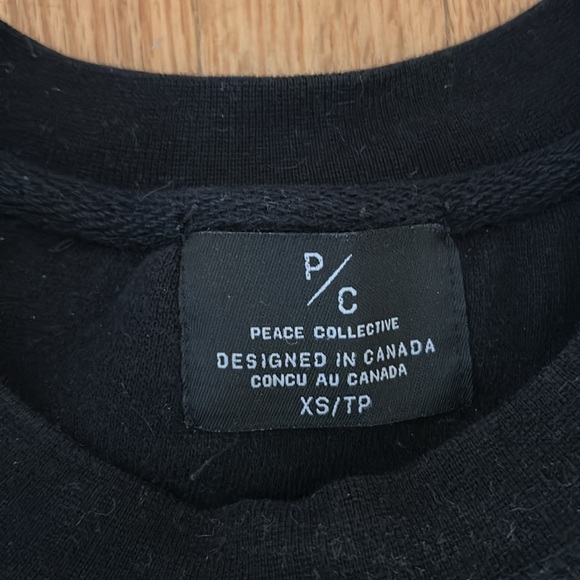 P/C
PEACE COLLECTIVE
DESIGNED IN CANADA
CONCU AU CANADA
XS/TP